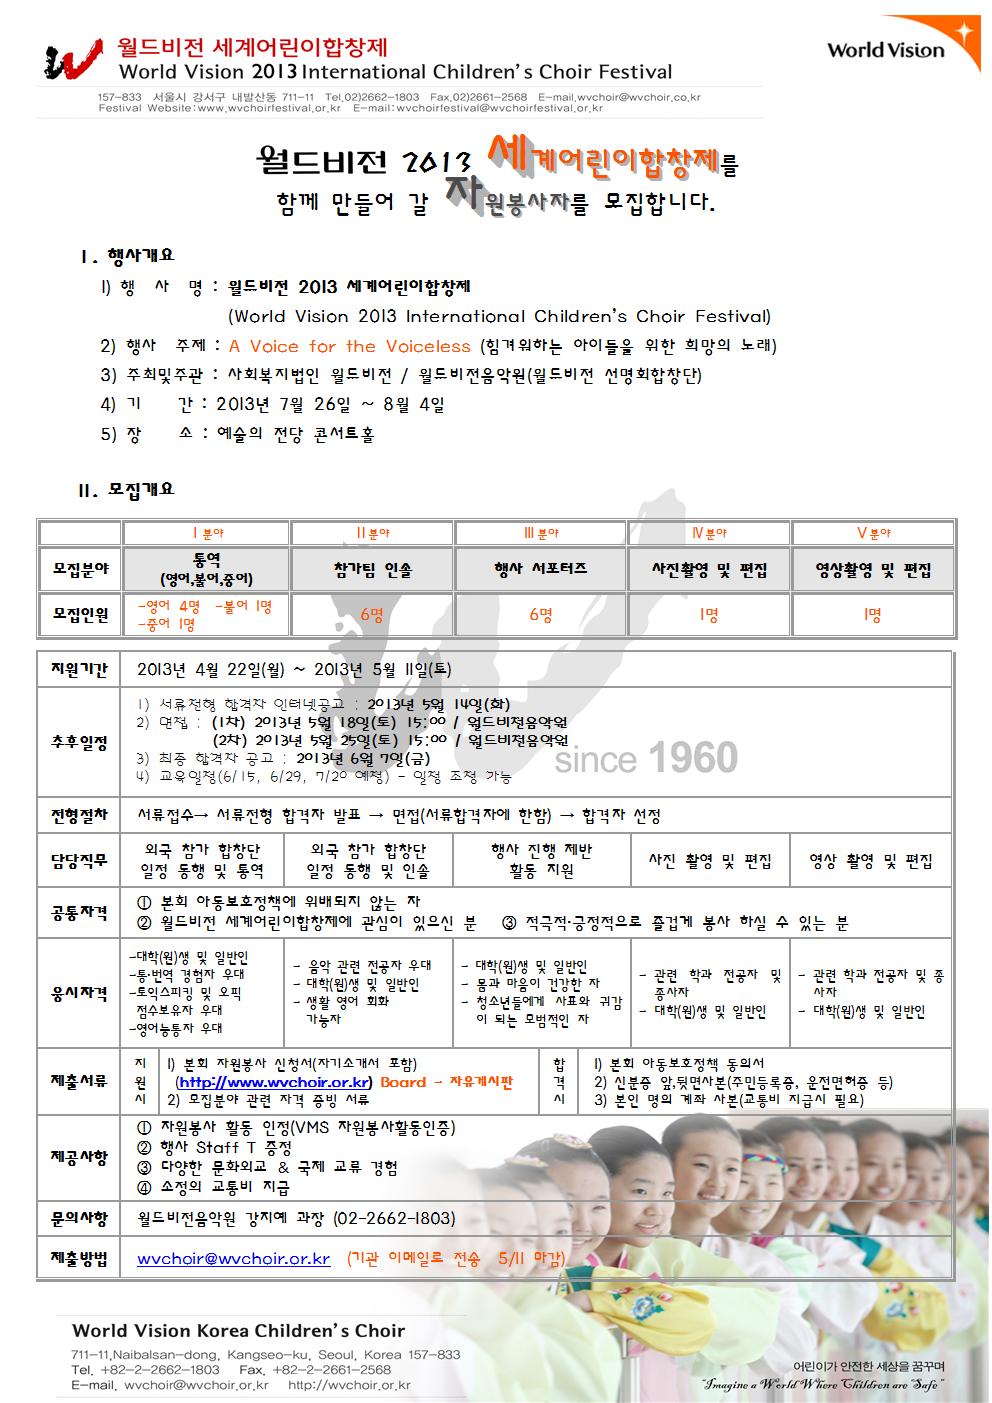 월드비전 세계어린이합창제
World Vision 2013 International Children's Choir Festival
World Vision
157-833 서울시 강서구 내발산동 711-11 Tel.02)2662-1803 Fax.02)2661-2568 E-mail.wvchoir@wvchoir.co.kr
Festival Website:www.wvchoirfestival.or.kr E-mail:wvchoirfestival@wvchoirfestival.or.kr
월드비전 2013 세계어린이합창제를
함께 만들어 갈 자원봉사자를 모집합니다.
I. 행사개요
1) 행 사 명 : 월드비전 2013 세계어린이합창제
(World Vision 2013 International Children's Choir Festival)
2) 행사 주제 : A Voice for the Voiceless (힘겨워하는 아이들을 위한 희망의 노래)
3) 주최및주관 : 사회복지법인 월드비전 / 월드비전음악원(월드비전 선명회합창단)
4) 기 간 : 2013년 7월 26일 ~ 8월 4일
5) 장 소 : 예술의 전당 콘서트홀
II. 모집개요
I 분야 II분야 III분야 IV분야 V분야
모집분야 통역 (영어,불어,중어) 참가팀 인솔 행사 서포터즈 사진촬영 및 편집 영상촬영 및 편집
모집인원 -영어 4명 -불어 1명 -중어 1명 6명 6명 1명 1명
지원기간 2013년 4월 22일(월) ~ 2013년 5월 11일(토)
추후일정
1) 서류전형 합격자 인터넷공고 : 2013년 5월 14일(화)
2) 면접 : (1차) 2013년 5월 18일(토) 15:00 / 월드비전음악원
(2차) 2013년 5월 25일(토) 15:00 / 월드비전음악원
3) 최종 합격자 공고 : 2013년 6월 7일(금)
4) 교육일정(6/15, 6/29, 7/20 예정) - 일정 조정 가능
since 1960
전형절차 서류접수→ 서류전형 합격자 발표 → 면접(서류합격자에 한함) → 합격자 선정
담당직무 외국 참가 합창단 일정 통행 및 통역 외국 참가 합창단 일정 통행 및 인솔 행사 진행 제반 활동 지원 사진 촬영 및 편집 영상 촬영 및 편집
공통자격 ① 본회 아동보호정책에 위배되지 않는 자
② 월드비전 세계어린이합창제에 관심이 있으신 분 ③ 적극적·긍정적으로 즐겁게 봉사 하실 수 있는 분
응시자격
-대학(원)생 및 일반인
-통·번역 경험자 우대
-토익스피킹 및 오픽
점수보유자 우대
-영어능통자 우대
- 음악 관련 전공자 우대
- 대학(원)생 및 일반인
- 생활 영어 회화
가능자
- 대학(원)생 및 일반인
- 몸과 마음이 건강한 자
- 청소년들에게 사표와 귀감
이 되는 모범적인 자
- 관련 학과 전공자 및
종사자
- 대학(원)생 및 일반인
- 관련 학과 전공자 및 종
사자
- 대학(원)생 및 일반인
제출서류
지원시
1) 본회 자원봉사 신청서(자기소개서 포함)
(http://www.wvchoir.or.kr) Board - 자유게시판
2) 모집분야 관련 자격 증빙 서류
합격시
1) 본회 아동보호정책 동의서
2) 신분증 앞,뒷면사본(주민등록증, 운전면허증 등)
3) 본인 명의 계좌 사본(교통비 지급시 필요)
제공사항
① 자원봉사 활동 인정(VMS 자원봉사활동인증)
② 행사 Staff T 증정
③ 다양한 문화외교 & 국제 교류 경험
④ 소정의 교통비 지급
문의사항 월드비전음악원 강지예 과장 (02-2662-1803)
제출방법 wvchoir@wvchoir.or.kr (기관 이메일로 전송 5/11 마감)
World Vision Korea Children's Choir
711-11,Naibalsan-dong, Kangseo-ku, Seoul, Korea 157-833
Tel. +82-2-2662-1803 Fax. +82-2-2661-2568
E-mail. wvchoir@wvchoir.or.kr http://wvchoir.or.kr
어린이가 안전한 세상을 꿈꾸며
"Imagine a World Where Children are Safe"